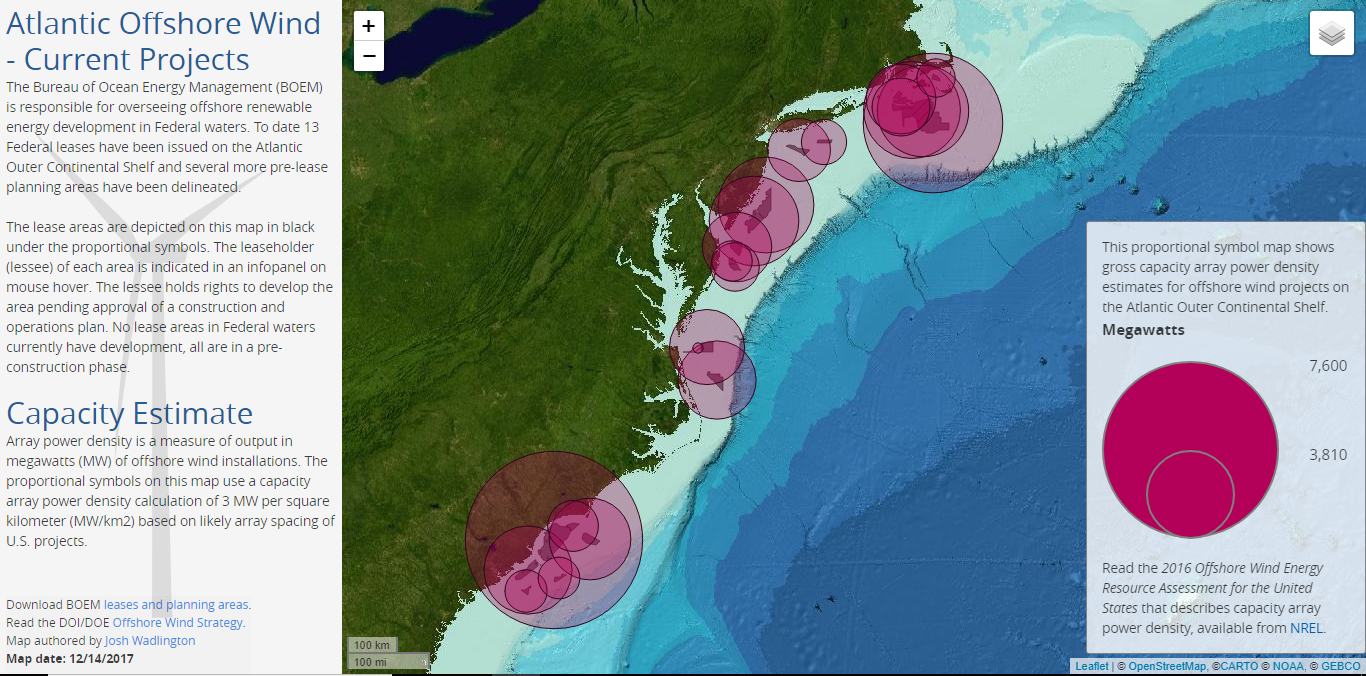 Atlantic Offshore Wind
- Current Projects
The Bureau of Ocean Energy Management (BOEM)
is responsible for overseeing offshore renewable
energy development in Federal waters. To date 13
Federal leases have been issued on the Atlantic
Outer Continental Shelf and several more pre-lease
planning areas have been delineated.
The lease areas are depicted on this map in black
under the proportional symbols. The leaseholder
(lessee) of each area is indicated in an infopanel on
mouse hover. The lessee holds rights to develop the
area pending approval of a construction and
operations plan. No lease areas in Federal waters
currently have development, all are in a pre-
construction phase.
Capacity Estimate
Array power density is a measure of output in
megawatts (MW) of offshore wind installations. The
proportional symbols on this map use a capacity
array power density calculation of 3 MW per square
kilometer (MW/km2) based on likely array spacing of
U.S. projects.
Download BOEM leases and planning areas.
Read the DOI/DOE Offshore Wind Strategy.
Map authored by Josh Wadlington
Map date: 12/14/2017
+
−
100 km
100 mi
This proportional symbol map shows
gross capacity array power density
estimates for offshore wind projects on
the Atlantic Outer Continental Shelf.
Megawatts
7,600
3,810
Read the 2016 Offshore Wind Energy
Resource Assessment for the United
States that describes capacity array
power density, available from NREL.
Leaflet | © OpenStreetMap, ©CARTO © NOAA, © GEBCO